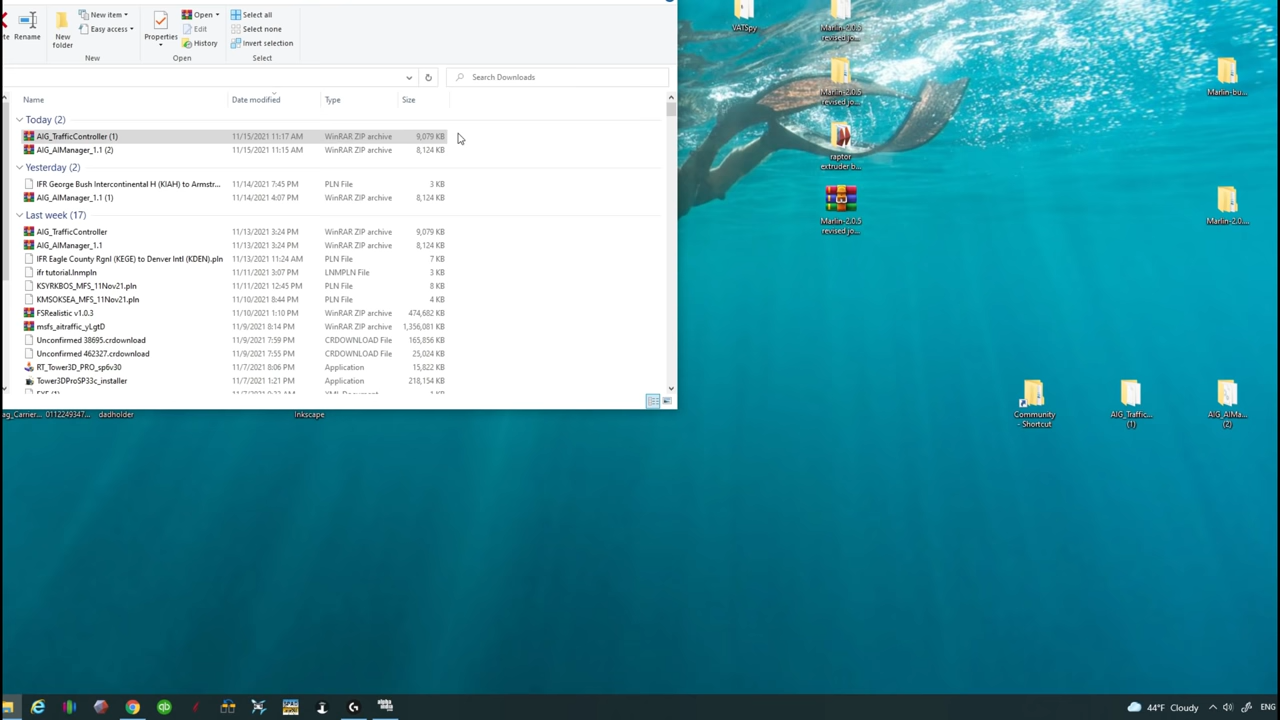 Rename
New folder
New item
Easy access
New
Properties
Open
Edit
History
Open
Select all
Select none
Invert selection
Select
Search Downloads
Name Date modified Type Size
Today (2)
AIG_TrafficController (1) 11/15/2021 11:17 AM WinRAR ZIP archive 9,079 KB
AIG_AIManager_1.1 (2) 11/15/2021 11:15 AM WinRAR ZIP archive 8,124 KB
Yesterday (2)
IFR George Bush Intercontinental H (KIAH) to Armstr... 11/14/2021 7:45 PM PLN File 3 KB
AIG_AIManager_1.1 (1) 11/14/2021 4:07 PM WinRAR ZIP archive 8,124 KB
Last week (17)
AIG_TrafficController 11/13/2021 3:24 PM WinRAR ZIP archive 9,079 KB
AIG_AIManager_1.1 11/13/2021 3:24 PM WinRAR ZIP archive 8,124 KB
IFR Eagle County Rgnl (KEGE) to Denver Intl (KDEN).pln 11/13/2021 11:24 AM PLN File 7 KB
ifr tutorial.lnmpln 11/11/2021 3:07 PM LNMPLN File 3 KB
KSYRKBOS_MFS_11Nov21.pln 11/11/2021 12:45 PM PLN File 8 KB
KMSOKSEA_MFS_11Nov21.pln 11/10/2021 8:44 PM PLN File 4 KB
FSRealistic v1.0.3 11/10/2021 1:10 PM WinRAR ZIP archive 474,682 KB
msfs_aitraffic_yLgtD 11/9/2021 8:14 PM WinRAR ZIP archive 1,356,081 KB
Unconfirmed 38695.crdownload 11/9/2021 7:59 PM CRDOWNLOAD File 165,856 KB
Unconfirmed 462327.crdownload 11/9/2021 7:55 PM CRDOWNLOAD File 25,024 KB
RT_Tower3D_PRO_sp6v30 11/7/2021 8:06 PM Application 15,822 KB
Tower3DProSP33c_installer 11/7/2021 1:21 PM Application 218,154 KB
ag_Carrier... 0112249347... dadholder Inkscape
VATSpy
Marlin-2.0.5
revised jo...
Marlin-2.0.5
revised jo...
Marlin-bu...
raptor
extruder b...
Marlin-2.0.5
revised jo...
Marlin-2.0....
Community
- Shortcut
AIG_Traffic...
(1)
AIG_AIMa...
(2)
44°F Cloudy
ENG